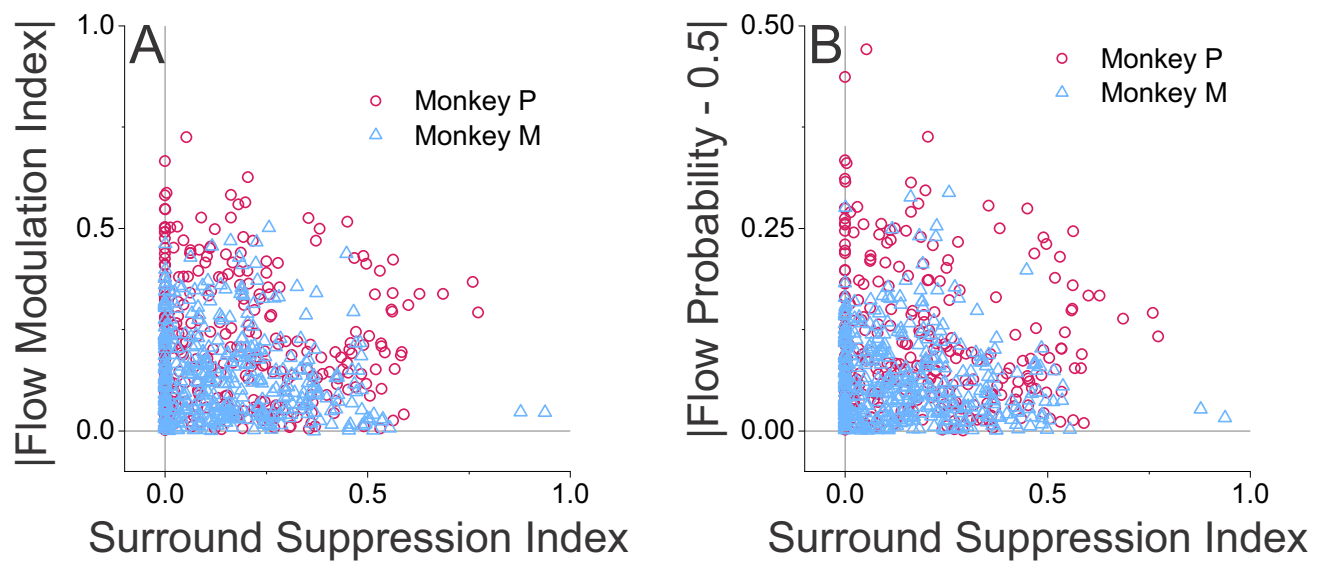 A
|Flow Modulation Index|
1.0
0.5
0.0
Monkey P
Monkey M
0.0
0.5
1.0
Surround Suppression Index
B
|Flow Probability - 0.5|
0.50
0.25
0.00
Monkey P
Monkey M
0.0
0.5
1.0
Surround Suppression Index